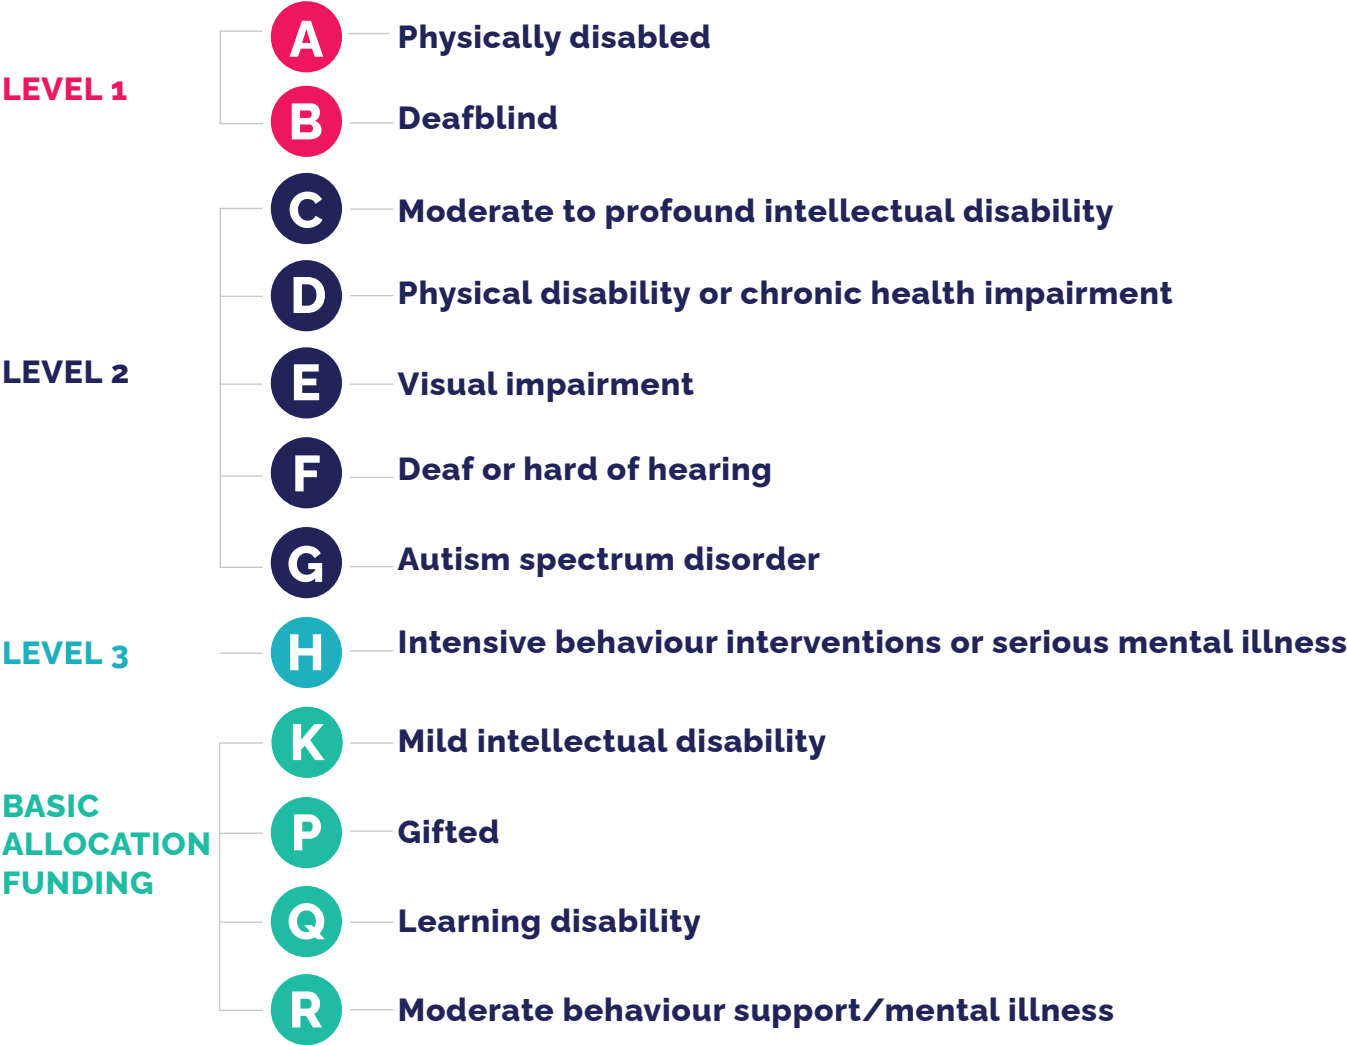 LEVEL 1
A Physically disabled
B Deafblind
LEVEL 2
C Moderate to profound intellectual disability
D Physical disability or chronic health impairment
E Visual impairment
F Deaf or hard of hearing
G Autism spectrum disorder
LEVEL 3
H Intensive behaviour interventions or serious mental illness
BASIC
ALLOCATION
FUNDING
K Mild intellectual disability
P Gifted
Q Learning disability
R Moderate behaviour support/mental illness